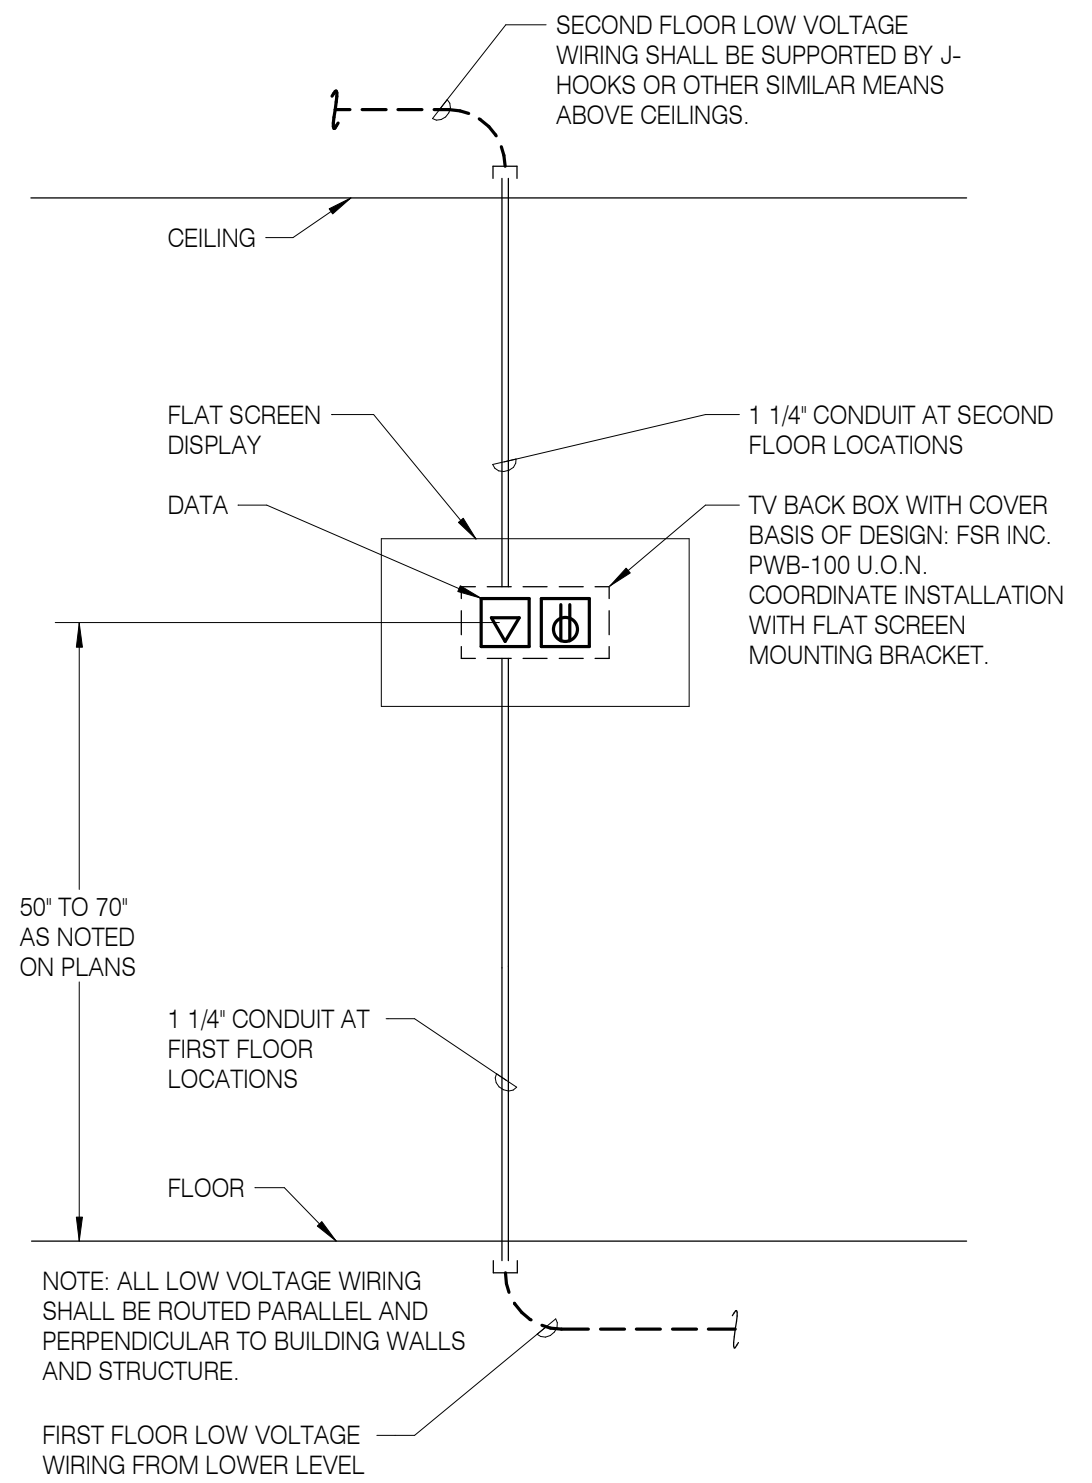 SECOND FLOOR LOW VOLTAGE
WIRING SHALL BE SUPPORTED BY J-
HOOKS OR OTHER SIMILAR MEANS
ABOVE CEILINGS.
CEILING
FLAT SCREEN
DISPLAY
1 1/4" CONDUIT AT SECOND
FLOOR LOCATIONS
DATA
TV BACK BOX WITH COVER
BASIS OF DESIGN: FSR INC.
PWB-100 U.O.N.
COORDINATE INSTALLATION
WITH FLAT SCREEN
MOUNTING BRACKET.
50" TO 70"
AS NOTED
ON PLANS
1 1/4" CONDUIT AT
FIRST FLOOR
LOCATIONS
FLOOR
NOTE: ALL LOW VOLTAGE WIRING
SHALL BE ROUTED PARALLEL AND
PERPENDICULAR TO BUILDING WALLS
AND STRUCTURE.
FIRST FLOOR LOW VOLTAGE
WIRING FROM LOWER LEVEL